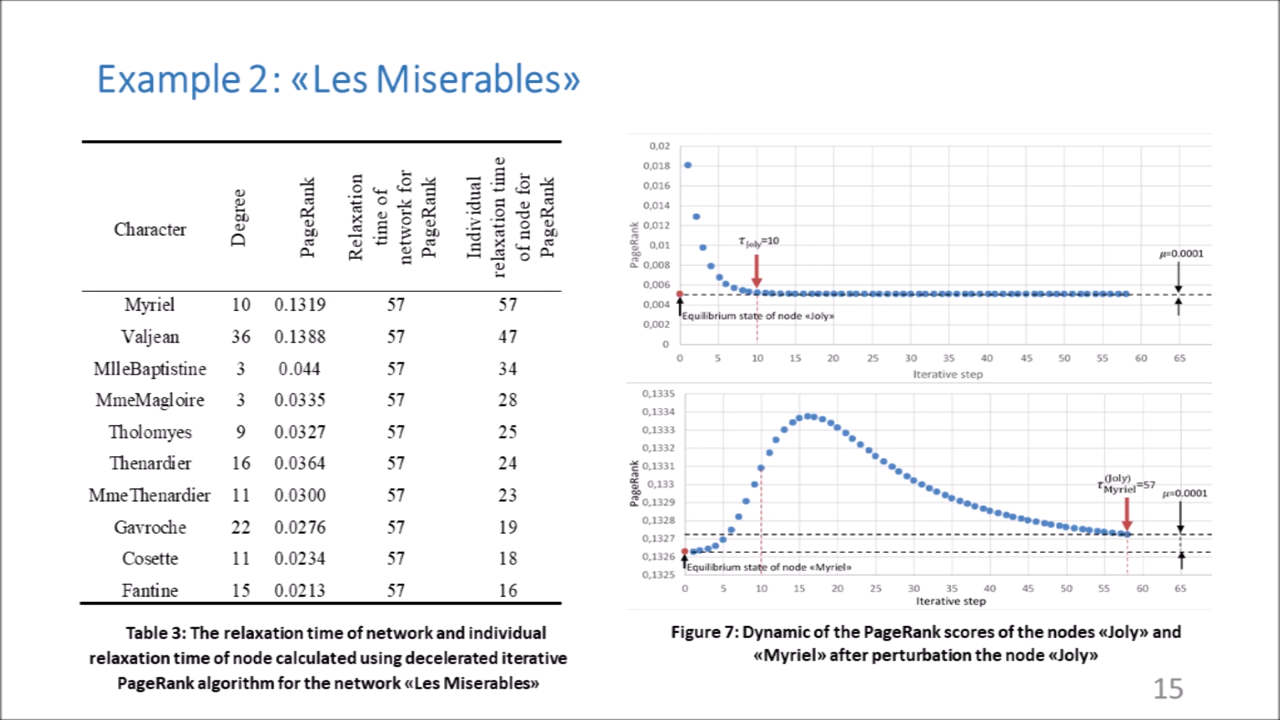 Example 2: «Les Miserables»
Character Degree PageRank Relaxation time of network for PageRank Individual relaxation time of node for PageRank
Myriel 10 0.1319 57 57
Valjean 36 0.1388 57 47
MlleBaptistine 3 0.044 57 34
MmeMagloire 3 0.0335 57 28
Tholomyes 9 0.0327 57 25
Thenardier 16 0.0364 57 24
MmeThenardier 11 0.0300 57 23
Gavroche 22 0.0276 57 19
Cosette 11 0.0234 57 18
Fantine 15 0.0213 57 16
Table 3: The relaxation time of network and individual
relaxation time of node calculated using decelerated iterative
PageRank algorithm for the network «Les Miserables»
0,02
0,018
0,016
0,014
0,012
0,01
0,008
0,006
0,004
0,002
0
PageRank
τJoly=10
μ=0.0001
Equilibrium state of node «Joly»
0 5 10 15 20 25 30 35 40 45 50 55 60 65
Iterative step
0,1335
0,1334
0,1333
0,1332
0,1331
0,133
0,1329
0,1328
0,1327
0,1326
0,1325
PageRank
τ(Joly)Myriel=57
μ=0.0001
Equilibrium state of node «Myriel»
0 5 10 15 20 25 30 35 40 45 50 55 60 65
Iterative step
Figure 7: Dynamic of the PageRank scores of the nodes «Joly» and
«Myriel» after perturbation the node «Joly»
15